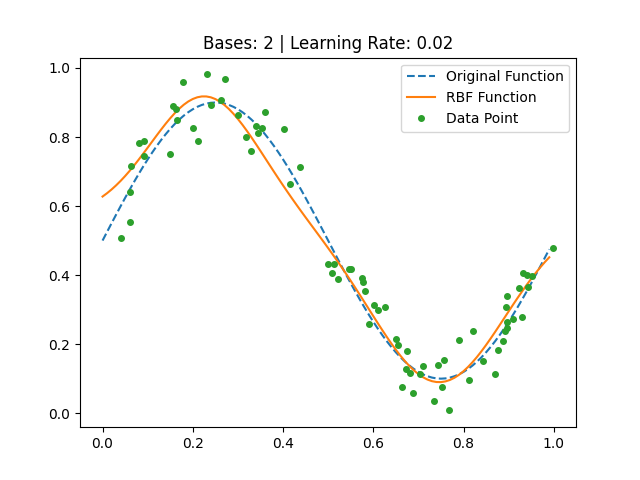 Bases: 2 | Learning Rate: 0.02
Original Function
RBF Function
Data Point
1.0
0.8
0.6
0.4
0.2
0.0
0.0 0.2 0.4 0.6 0.8 1.0